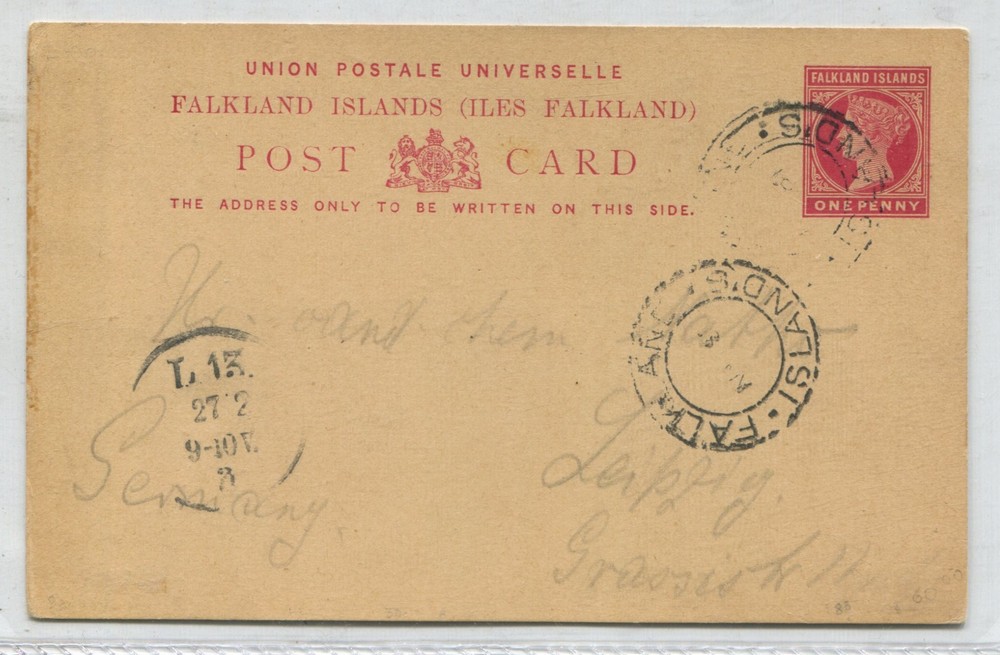 UNION POSTALE UNIVERSELLE
FALKLAND ISLANDS (ILES FALKLAND)
POST CARD
THE ADDRESS ONLY TO BE WRITTEN ON THIS SIDE.
FALKLAND ISLANDS
ONE PENNY
FALKLAND ISLANDS.
L 13.
27 2
9-10V.
3
Leipzig.
Germany.